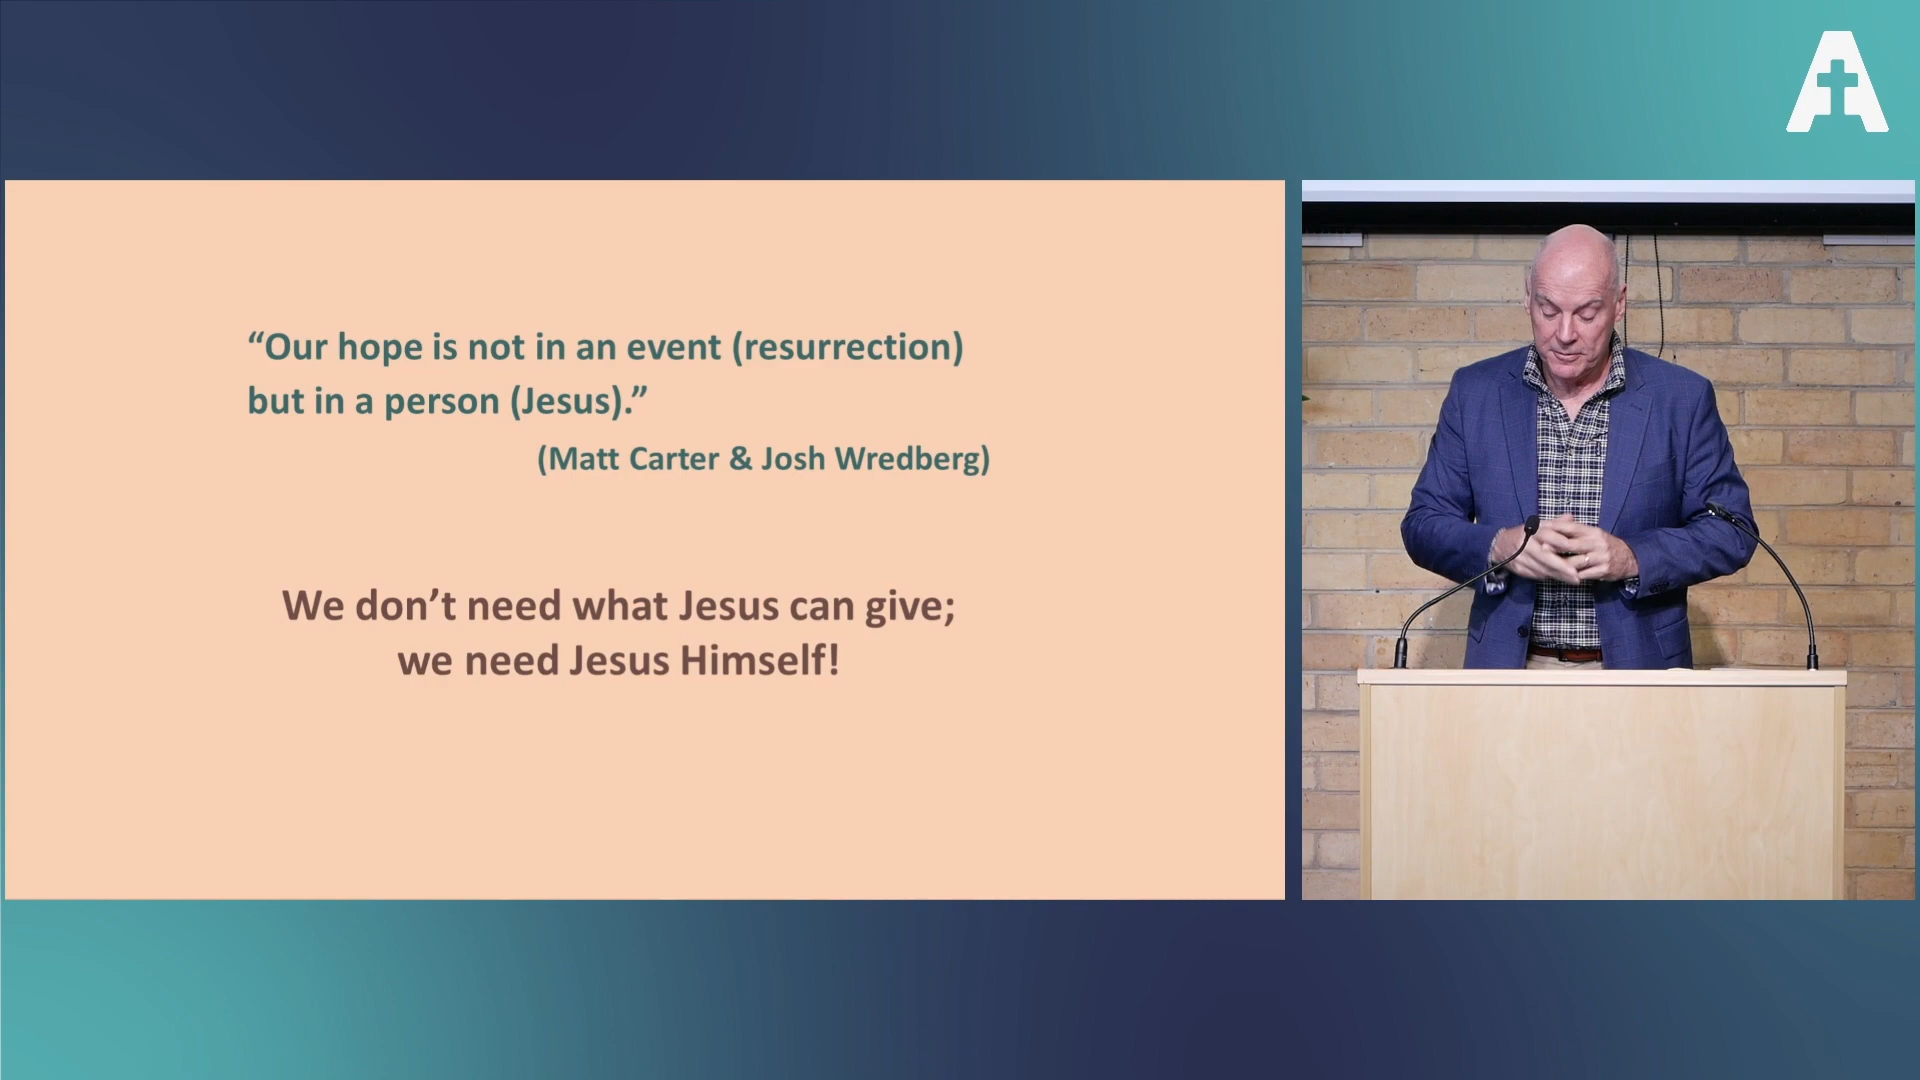 “Our hope is not in an event (resurrection)
but in a person (Jesus).”
(Matt Carter & Josh Wredberg)
We don’t need what Jesus can give;
we need Jesus Himself!